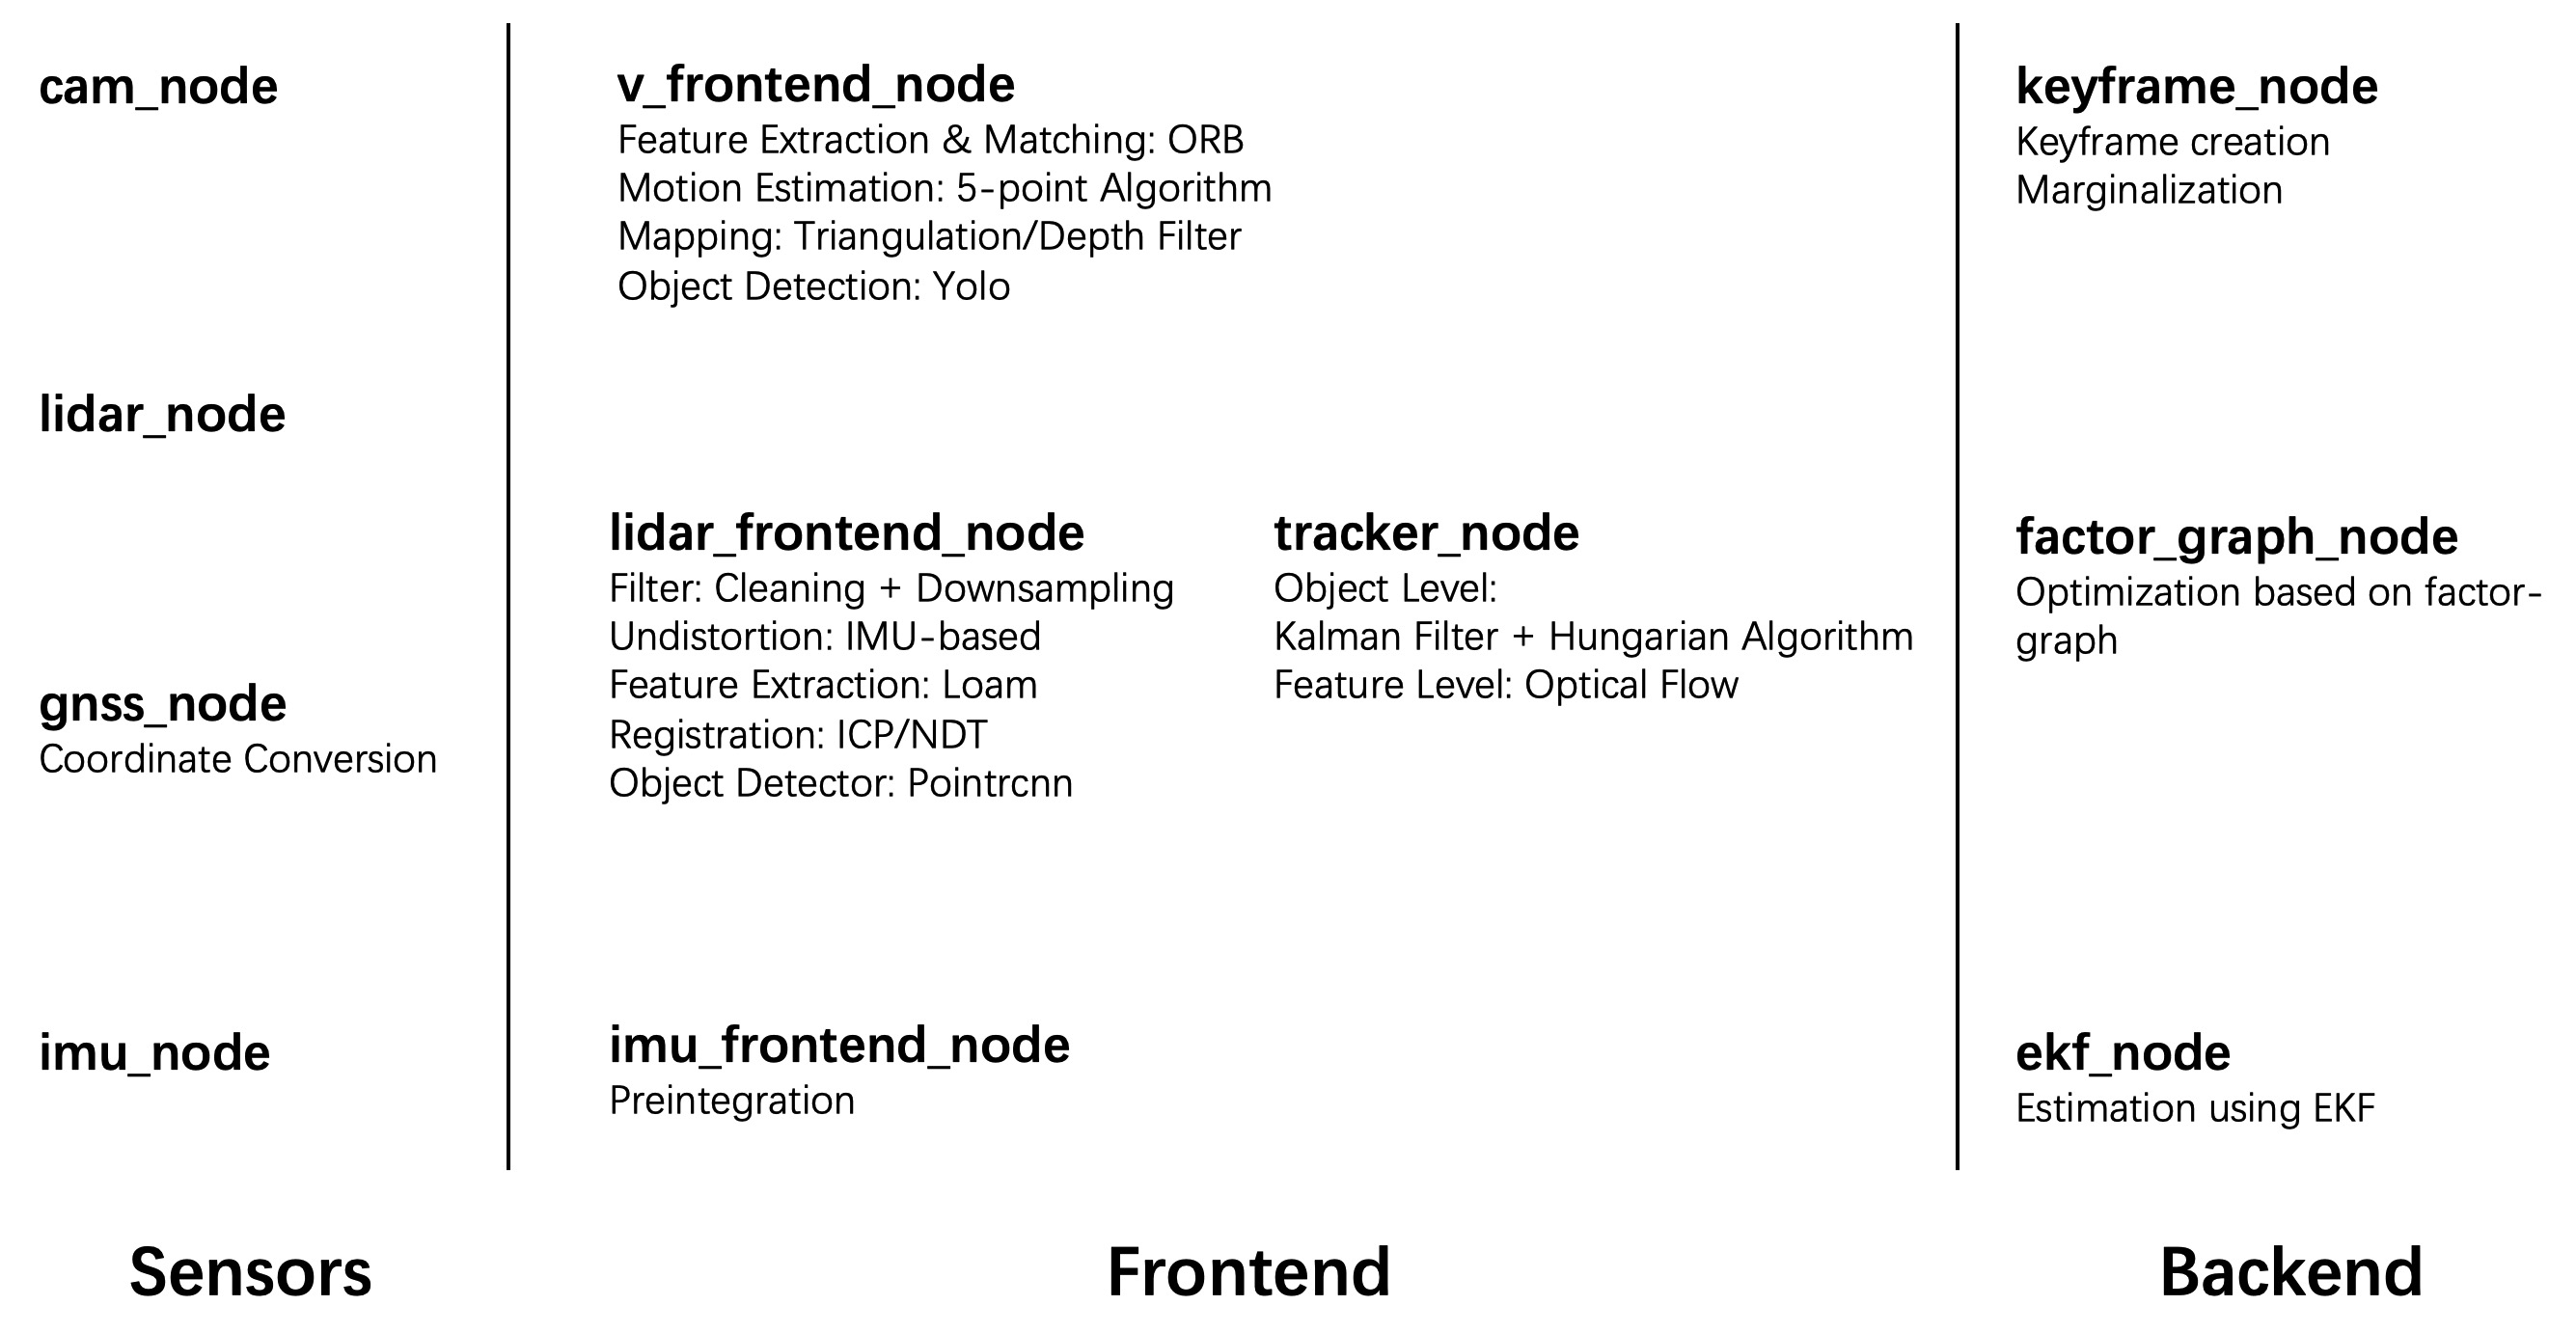 cam_node
lidar_node
gnss_node
Coordinate Conversion
imu_node
Sensors
v_frontend_node
Feature Extraction & Matching: ORB
Motion Estimation: 5-point Algorithm
Mapping: Triangulation/Depth Filter
Object Detection: Yolo
lidar_frontend_node
Filter: Cleaning + Downsampling
Undistortion: IMU-based
Feature Extraction: Loam
Registration: ICP/NDT
Object Detector: Pointrcnn
tracker_node
Object Level:
Kalman Filter + Hungarian Algorithm
Feature Level: Optical Flow
imu_frontend_node
Preintegration
Frontend
keyframe_node
Keyframe creation
Marginalization
factor_graph_node
Optimization based on factor-
graph
ekf_node
Estimation using EKF
Backend